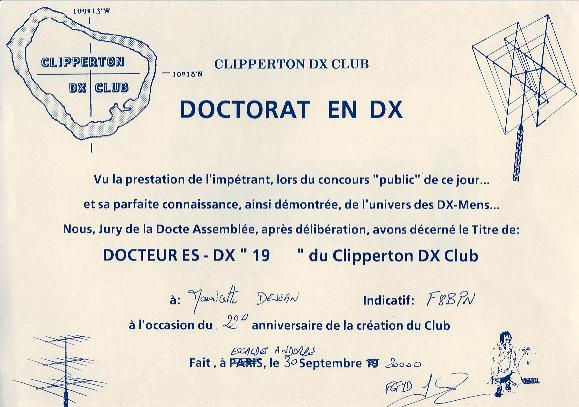 109°13'W
CLIPPERTON
DX CLUB
10°18'N
CLIPPERTON DX CLUB
DOCTORAT EN DX
Vu la prestation de l'impétrant, lors du concours "public" de ce jour...
et sa parfaite connaissance, ainsi démontrée, de l'univers des DX-Mens...
Nous, Jury de la Docte Assemblée, après délibération, avons décerné le Titre de:
DOCTEUR ES - DX " 19 " du Clipperton DX Club
à: DEJEAN Indicatif: F8BPN
à l'occasion du anniversaire de la création du Club
Fait, à PARIS, le 30 Septembre 19